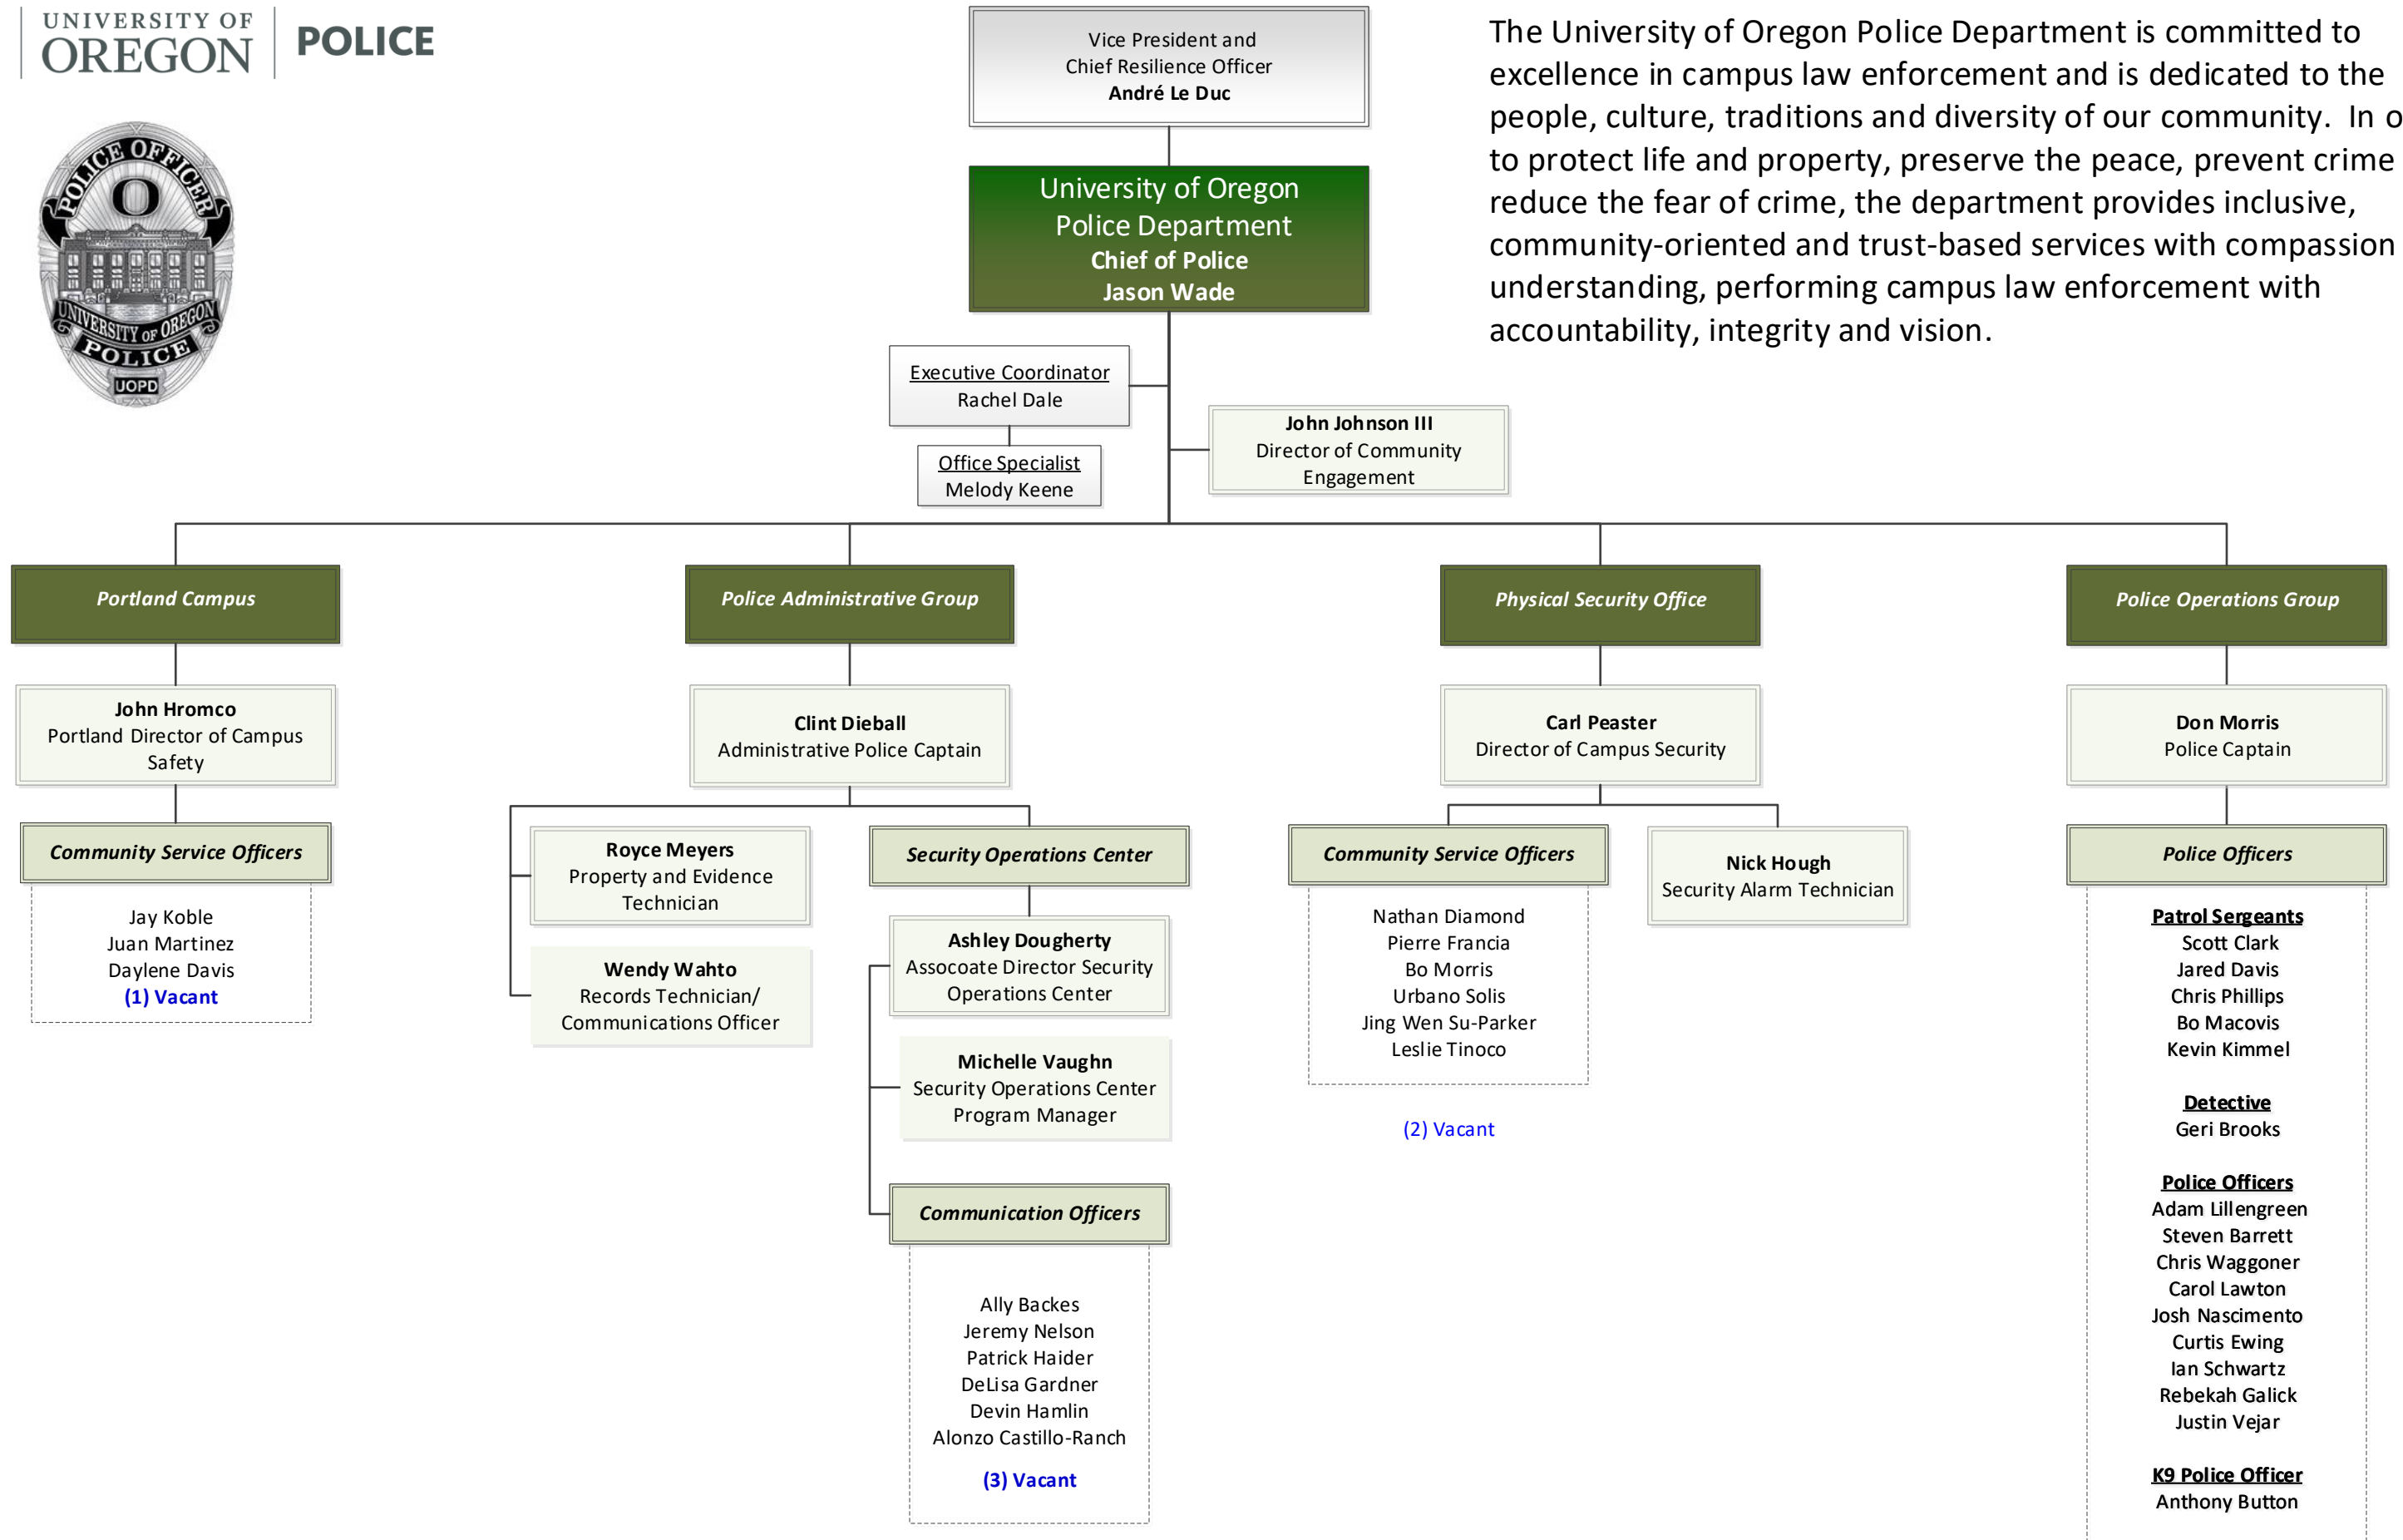 UNIVERSITY OF
OREGON
POLICE
POLICE OFFICER
O
UNIVERSITY OF OREGON
POLICE
UOPD
Vice President and
Chief Resilience Officer
André Le Duc
The University of Oregon Police Department is committed to
excellence in campus law enforcement and is dedicated to the
people, culture, traditions and diversity of our community. In o
to protect life and property, preserve the peace, prevent crime
reduce the fear of crime, the department provides inclusive,
community-oriented and trust-based services with compassion
understanding, performing campus law enforcement with
accountability, integrity and vision.
University of Oregon
Police Department
Chief of Police
Jason Wade
Executive Coordinator
Rachel Dale
Office Specialist
Melody Keene
John Johnson III
Director of Community
Engagement
Portland Campus
John Hromco
Portland Director of Campus
Safety
Community Service Officers
Jay Koble
Juan Martinez
Daylene Davis
(1) Vacant
Police Administrative Group
Clint Dieball
Administrative Police Captain
Royce Meyers
Property and Evidence
Technician
Wendy Wahto
Records Technician/
Communications Officer
Security Operations Center
Ashley Dougherty
Assocoate Director Security
Operations Center
Michelle Vaughn
Security Operations Center
Program Manager
Communication Officers
Ally Backes
Jeremy Nelson
Patrick Haider
DeLisa Gardner
Devin Hamlin
Alonzo Castillo-Ranch
(3) Vacant
Physical Security Office
Carl Peaster
Director of Campus Security
Community Service Officers
Nathan Diamond
Pierre Francia
Bo Morris
Urbano Solis
Jing Wen Su-Parker
Leslie Tinoco
(2) Vacant
Nick Hough
Security Alarm Technician
Police Operations Group
Don Morris
Police Captain
Police Officers
Patrol Sergeants
Scott Clark
Jared Davis
Chris Phillips
Bo Macovis
Kevin Kimmel
Detective
Geri Brooks
Police Officers
Adam Lillengreen
Steven Barrett
Chris Waggoner
Carol Lawton
Josh Nascimento
Curtis Ewing
Ian Schwartz
Rebekah Galick
Justin Vejar
K9 Police Officer
Anthony Button